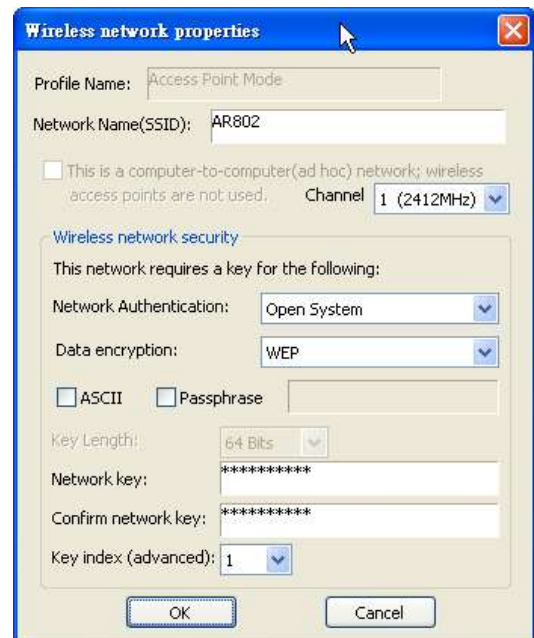 Wireless network properties
Profile Name: Access Point Mode
Network Name(SSID): AR802
This is a computer-to-computer(ad hoc) network; wireless
access points are not used. Channel 1 (2412MHz)
Wireless network security
This network requires a key for the following:
Network Authentication: Open System
Data encryption: WEP
ASCII Passphrase
Key Length: 64 Bits
Network key: **********
Confirm network key: **********
Key index (advanced): 1
OK Cancel